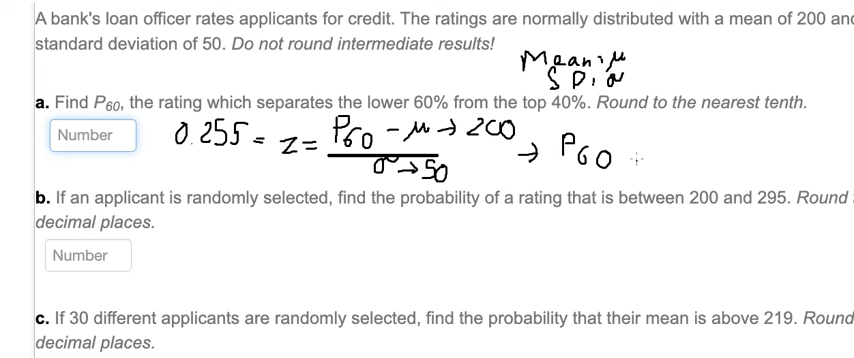 A bank's loan officer rates applicants for credit. The ratings are normally distributed with a mean of 200 and
standard deviation of 50. Do not round intermediate results!
Mean: μ
S D: σ
a. Find P60, the rating which separates the lower 60% from the top 40%. Round to the nearest tenth.
Number
0.255 = z = P60 - μ → 200 / σ → 50 → P60
b. If an applicant is randomly selected, find the probability of a rating that is between 200 and 295. Round
decimal places.
Number
c. If 30 different applicants are randomly selected, find the probability that their mean is above 219. Round
decimal places.